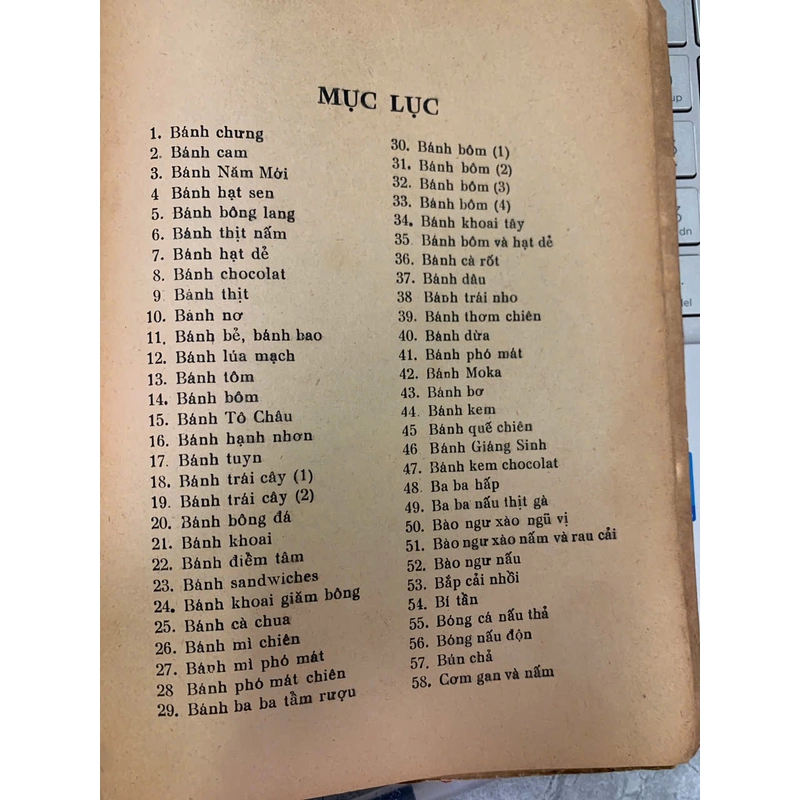 MỤC LỤC
1. Bánh chưng
2. Bánh cam
3. Bánh Năm Mới
4 Bánh hạt sen
5. Bánh bông lang
6. Bánh thịt nấm
7. Bánh hạt dẻ
8. Bánh chocolat
9 Bánh thịt
10. Bánh nơ
11. Bánh bẻ, bánh bao
12. Bánh lúa mạch
13. Bánh tôm
14. Bánh bôm
15. Bánh Tô Châu
16. Bánh hạnh nhơn
17. Bánh tuyn
18. Bánh trái cây (1)
19. Bánh trái cây (2)
20. Bánh bông đá
21. Bánh khoai
22. Bánh điềm tâm
23. Bánh sandwiches
24. Bánh khoai giăm bông
25. Bánh cà chua
26. Bánh mì chiên
27. Bánh mì phó mát
28 Bánh phó mát chiên
29. Bánh ba ba tầm rượu
30. Bánh bôm (1)
31. Bánh bôm (2)
32. Bánh bôm (3)
33. Bánh bôm (4)
34. Bánh khoai tây
35 Bánh bôm và hạt dẻ
36. Bánh cà rốt
37. Bánh dâu
38 Bánh trái nho
39. Bánh thơm chiên
40. Bánh dừa
41. Bánh phó mát
42. Bánh Moka
43. Bánh bơ
44. Bánh kem
45 Bánh quế chiên
46 Bánh Giáng Sinh
47. Bánh kem chocolat
48. Ba ba hấp
49. Ba ba nấu thịt gà
50. Bào ngư xào ngũ vị
51. Bào ngư xào nấm và rau cải
52. Bào ngư nấu
53. Bắp cải nhồi
54. Bí tần
55. Bóng cá nấu thả
56. Bóng nấu độn
57. Bún chả
58. Cơm gan và nấm